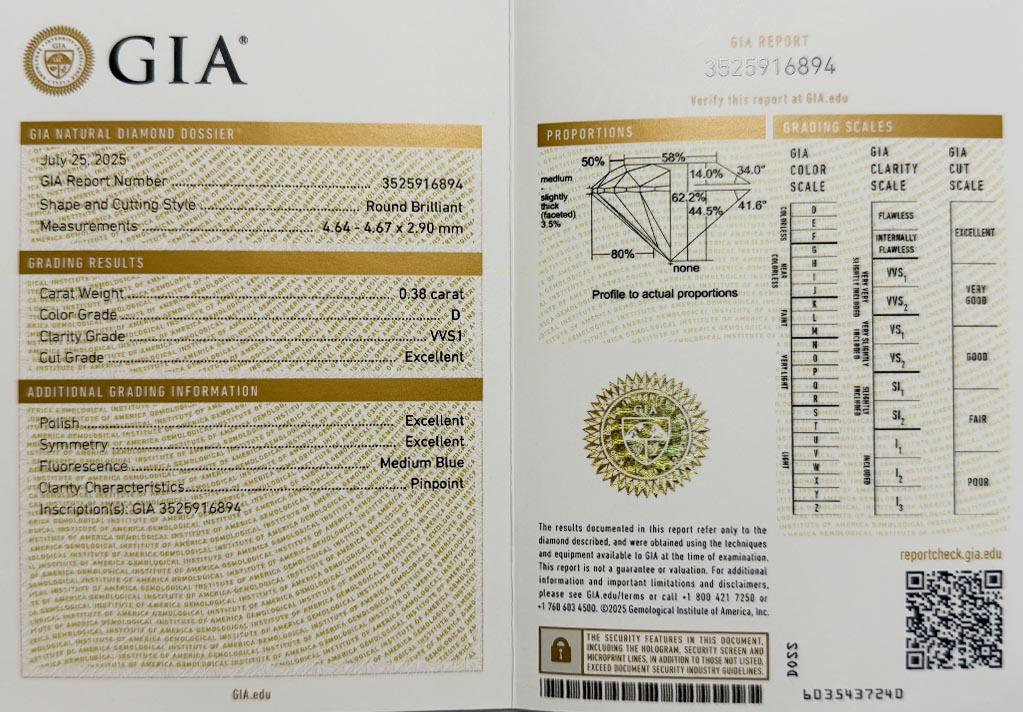 GIA®
GIA NATURAL DIAMOND DOSSIER
July 25, 2025
GIA Report Number 3525916894
Shape and Cutting Style Round Brilliant
Measurements 4.64 - 4.67 x 2.90 mm
GRADING RESULTS
Carat Weight 0.38 carat
Color Grade D
Clarity Grade VVS1
Cut Grade Excellent
ADDITIONAL GRADING INFORMATION
Polish Excellent
Symmetry Excellent
Fluorescence Medium Blue
Clarity Characteristics Pinpoint
Inscription(s): GIA 3525916894
GIA.edu
GIA REPORT
3525916894
Verify this report at GIA.edu
PROPORTIONS
50%
58%
14.0%
34.0°
medium
-
slightly
thick
(faceted)
3.5%
62.2%
44.5%
41.6°
80%
none
Profile to actual proportions
GRADING SCALES
GIA
COLOR
SCALE
COLORLESS
D
E
F
NEAR COLORLESS
G
H
I
J
FAINT
K
L
M
VERY LIGHT
N
O
P
Q
R
LIGHT
S
T
U
V
W
X
Y
Z
GIA
CLARITY
SCALE
FLAWLESS
INTERNALLY
FLAWLESS
VERY VERY
SLIGHTLY INCLUDED
VVS1
VVS2
VERY SLIGHTLY
INCLUDED
VS1
VS2
SLIGHTLY
INCLUDED
SI1
SI2
INCLUDED
I1
I2
I3
GIA
CUT
SCALE
EXCELLENT
VERY
GOOD
GOOD
FAIR
POOR
GIA
The results documented in this report refer only to the
diamond described, and were obtained using the techniques
and equipment available to GIA at the time of examination.
This report is not a guarantee or valuation. For additional
information and important limitations and disclaimers,
please see GIA.edu/terms or call +1 800 421 7250 or
+1 760 603 4500. ©2025 Gemological Institute of America, Inc.
THE SECURITY FEATURES IN THIS DOCUMENT,
INCLUDING THE HOLOGRAM, SECURITY SCREEN AND
MICROPRINT LINES, IN ADDITION TO THOSE NOT LISTED,
EXCEED DOCUMENT SECURITY INDUSTRY GUIDELINES.
reportcheck.gia.edu
DOSS
6035437240